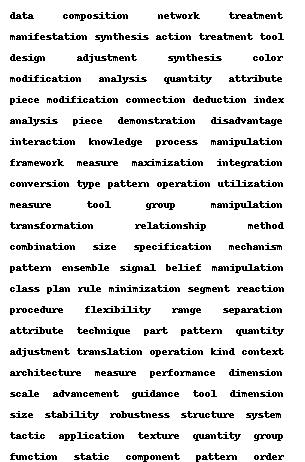 data composition network treatment
manifestation synthesis action treatment tool
design adjustment synthesis color
modification analysis quantity attribute
piece modification connection deduction index
analysis piece demonstration disadvantage
interaction knowledge process manipulation
framework measure maximization integration
conversion type pattern operation utilization
measure tool group manipulation
transformation relationship method
combination size specification mechanism
pattern ensemble signal belief manipulation
class plan rule minimization segment reaction
procedure flexibility range separation
attribute technique part pattern quantity
adjustment translation operation kind context
architecture measure performance dimension
scale advancement guidance tool dimension
size stability robustness structure system
tactic application texture quantity group
function static component pattern order